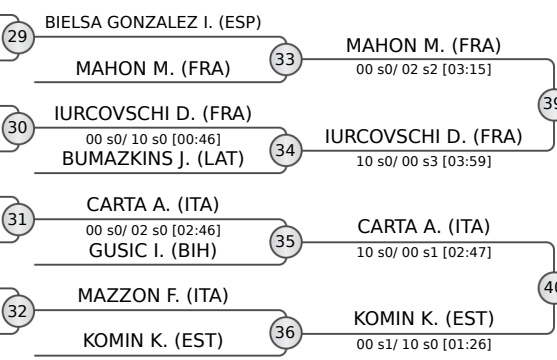 29
BIELSA GONZALEZ I. (ESP)
MAHON M. (FRA)
33
MAHON M. (FRA)
00 s0/ 02 s2 [03:15]
39
30
IURCOVSCHI D. (FRA)
00 s0/ 10 s0 [00:46]
BUMAZKINS J. (LAT)
34
IURCOVSCHI D. (FRA)
10 s0/ 00 s3 [03:59]
31
CARTA A. (ITA)
00 s0/ 02 s0 [02:46]
GUSIC I. (BIH)
35
CARTA A. (ITA)
10 s0/ 00 s1 [02:47]
40
32
MAZZON F. (ITA)
KOMIN K. (EST)
36
KOMIN K. (EST)
00 s1/ 10 s0 [01:26]